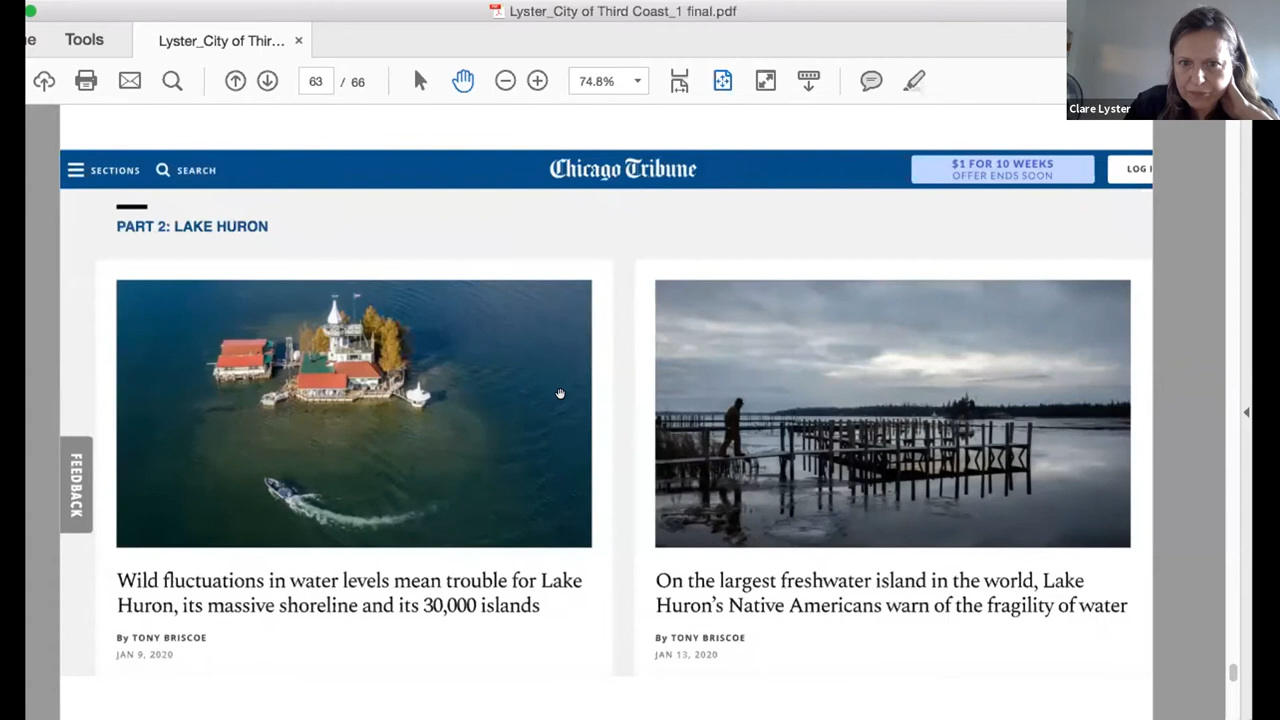 Lyster_City of Third Coast_1 final.pdf
Tools
Lyster_City of Thir... ×
63 / 66
74.8%
Clare Lyster
SECTIONS
SEARCH
Chicago Tribune
$1 FOR 10 WEEKS
OFFER ENDS SOON
LOG
PART 2: LAKE HURON
FEEDBACK
Wild fluctuations in water levels mean trouble for Lake
Huron, its massive shoreline and its 30,000 islands
By TONY BRISCOE
JAN 9, 2020
On the largest freshwater island in the world, Lake
Huron’s Native Americans warn of the fragility of water
By TONY BRISCOE
JAN 13, 2020